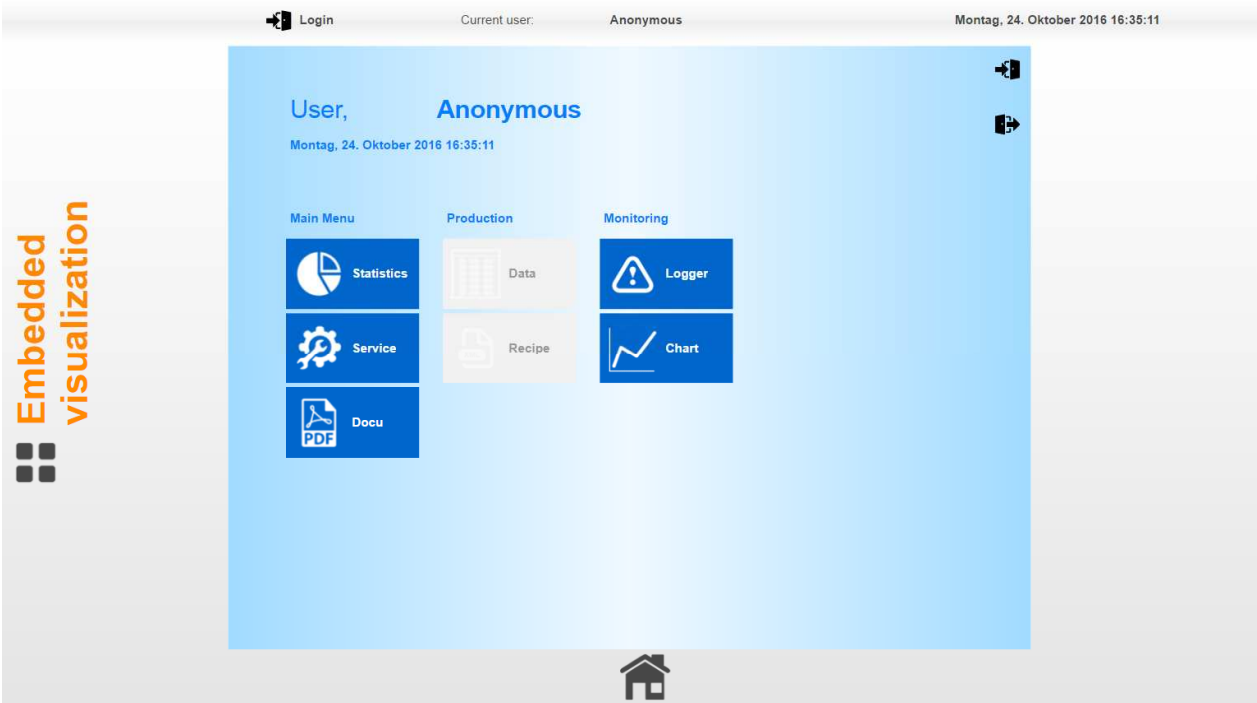 Login
Current user:
Anonymous
Montag, 24. Oktober 2016 16:35:11
User, Anonymous
Montag, 24. Oktober 2016 16:35:11
Main Menu
Production
Monitoring
Statistics
Data
Logger
Service
Recipe
Chart
PDF
Docu
Embedded
visualization